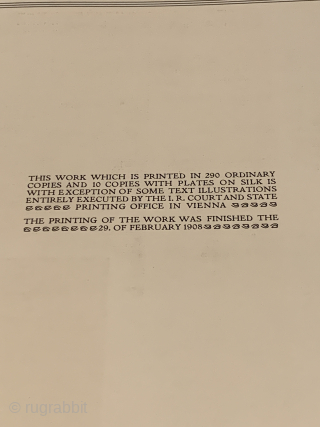 THIS WORK WHICH IS PRINTED IN 290 ORDINARY
COPIES AND 10 COPIES WITH PLATES ON SILK IS
WITH EXCEPTION OF SOME TEXT ILLUSTRATIONS
ENTIRELY EXECUTED BY THE I. R. COURT AND STATE
PRINTING OFFICE IN VIENNA
THE PRINTING OF THE WORK WAS FINISHED THE
29. OF FEBRUARY 1908
© rugrabbit